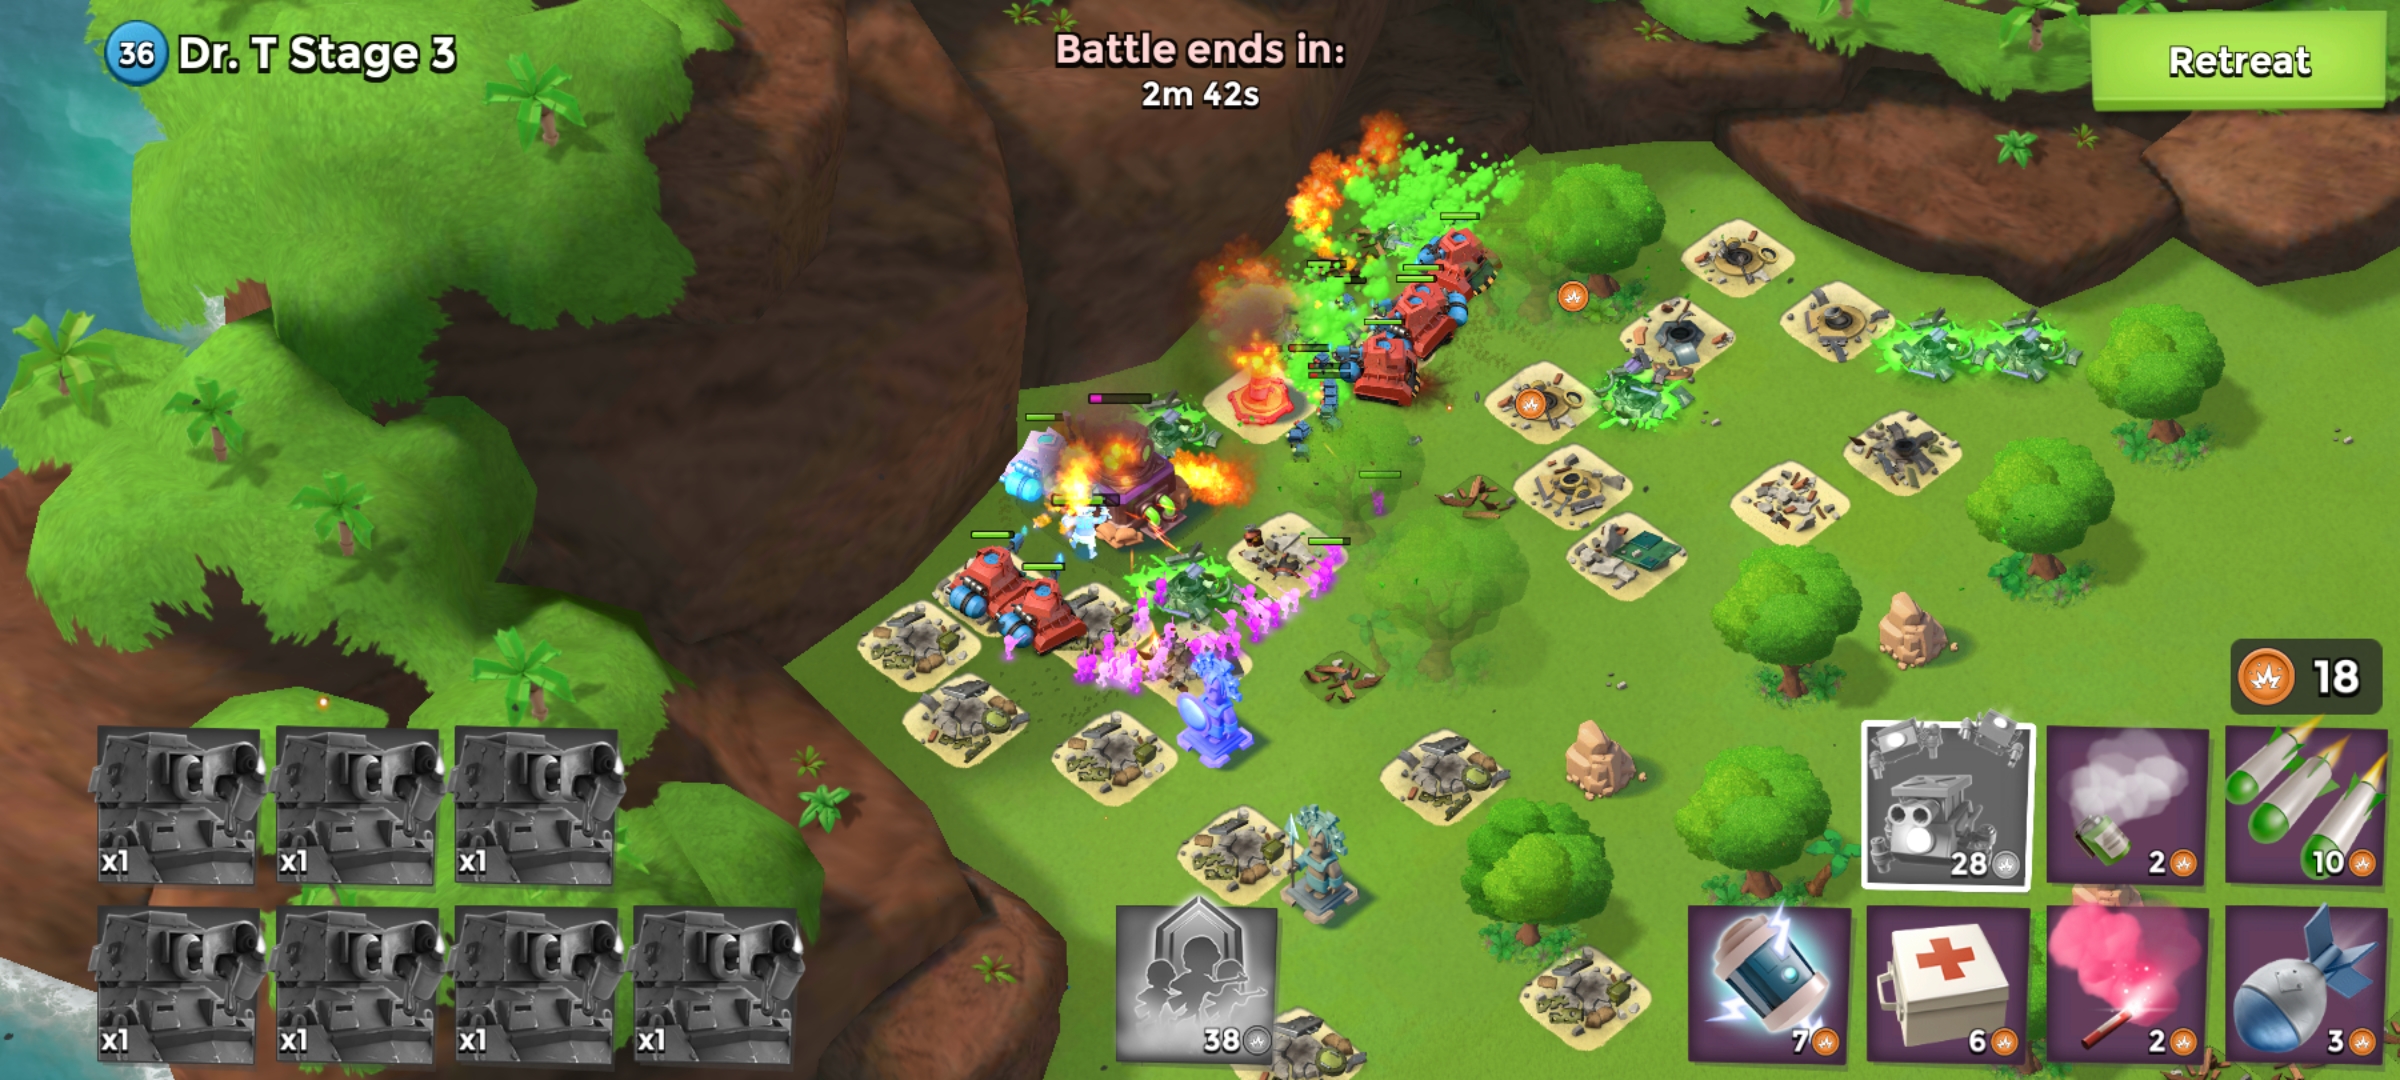 36 Dr. T Stage 3
Battle ends in:
2m 42s
Retreat
18
x1 x1 x1
28 2 10
x1 x1 x1 x1
38 7 6 2 3